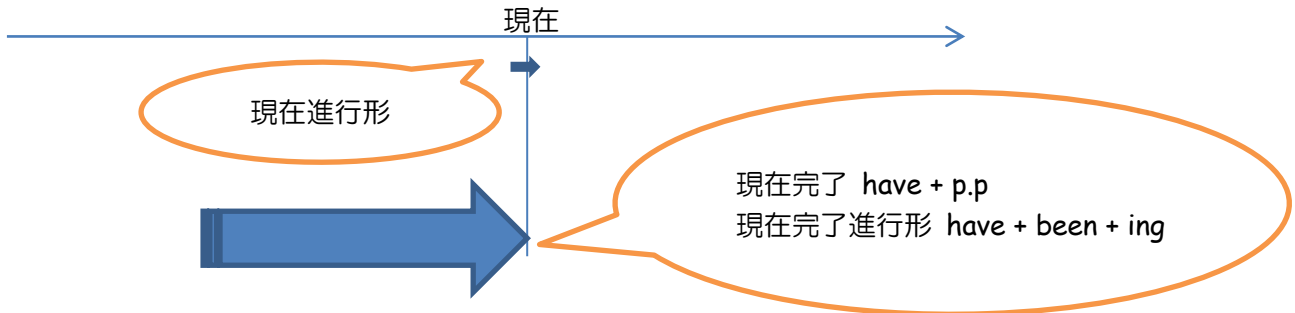 現在
現在進行形
現在完了 have + p.p
現在完了進行形 have + been + ing